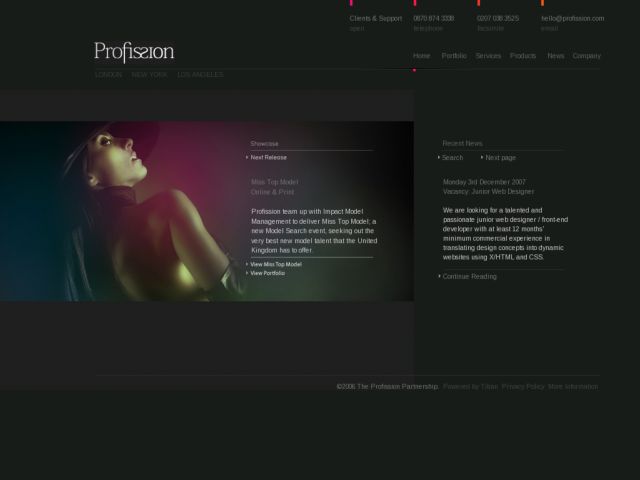 Clients & Support
open
0870 874 3338
telephone
0207 038 3525
facsimile
hello@profission.com
email
Profission
Home Portfolio Services Products News Company
LONDON NEW YORK LOS ANGELES
Showcase
Next Release
Miss Top Model
Online & Print
Profission team up with Impact Model
Management to deliver Miss Top Model; a
new Model Search event, seeking out the
very best new model talent that the United
Kingdom has to offer.
View Miss Top Model
View Portfolio
Recent News
Search Next page
Monday 3rd December 2007
Vacancy: Junior Web Designer
We are looking for a talented and
passionate junior web designer / front-end
developer with at least 12 months'
minimum commercial experience in
translating design concepts into dynamic
websites using X/HTML and CSS.
Continue Reading
©2006 The Profission Partnership. Powered by Privacy Policy More Information